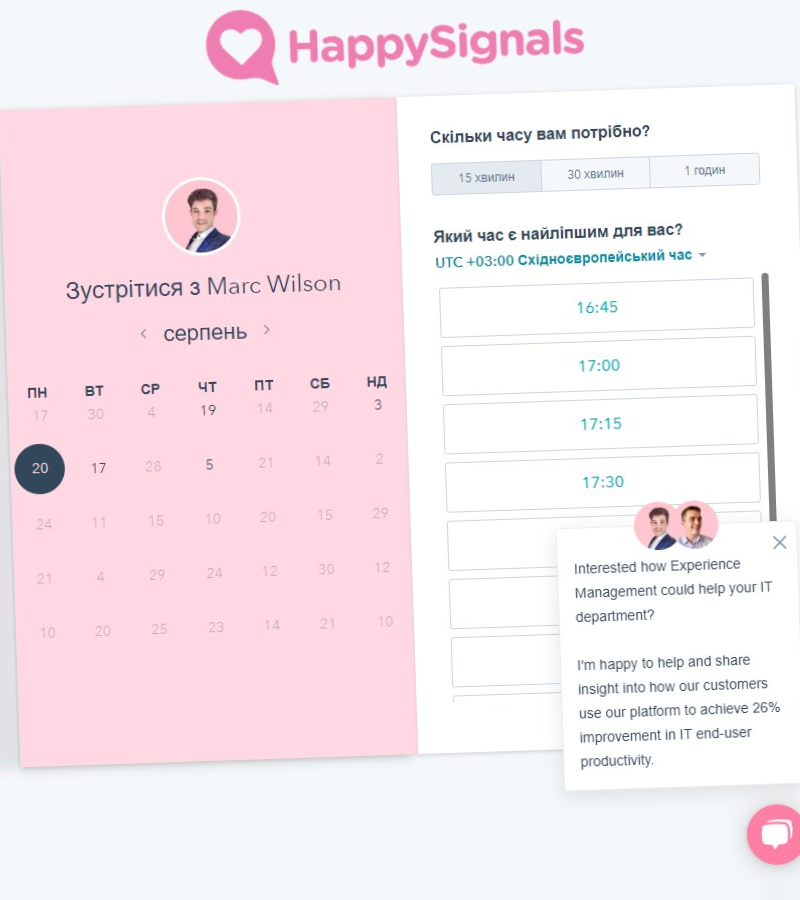 HappySignals
Зустрітися з Marc Wilson
серпень
ПН ВТ СР ЧТ ПТ СБ НД
17 30 4 19 14 29 3
20 17 28 5 21 14 2
24 11 15 10 20 15 29
21 4 29 24 12 30 12
10 20 25 23 14 21 10
Скільки часу вам потрібно?
15 хвилин 30 хвилин 1 годин
Який час є найліпшим для вас?
UTC +03:00 Східноєвропейський час
16:45
17:00
17:15
17:30
Interested how Experience
Management could help your IT
department?
I'm happy to help and share
insight into how our customers
use our platform to achieve 26%
improvement in IT end-user
productivity.